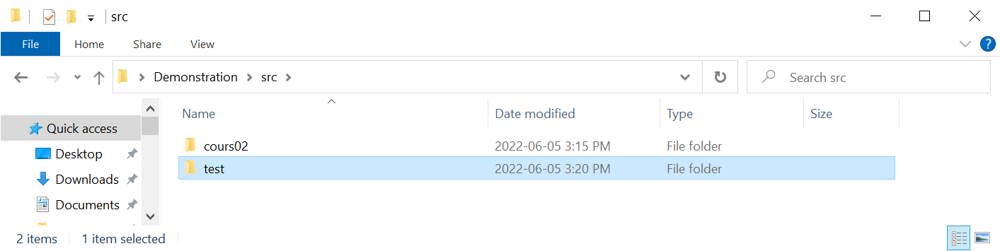 src
File Home Share View
Demonstration src
Search src
Name Date modified Type Size
Quick access
cours02 2022-06-05 3:15 PM File folder
Desktop
test 2022-06-05 3:20 PM File folder
Downloads
Documents
2 items 1 item selected